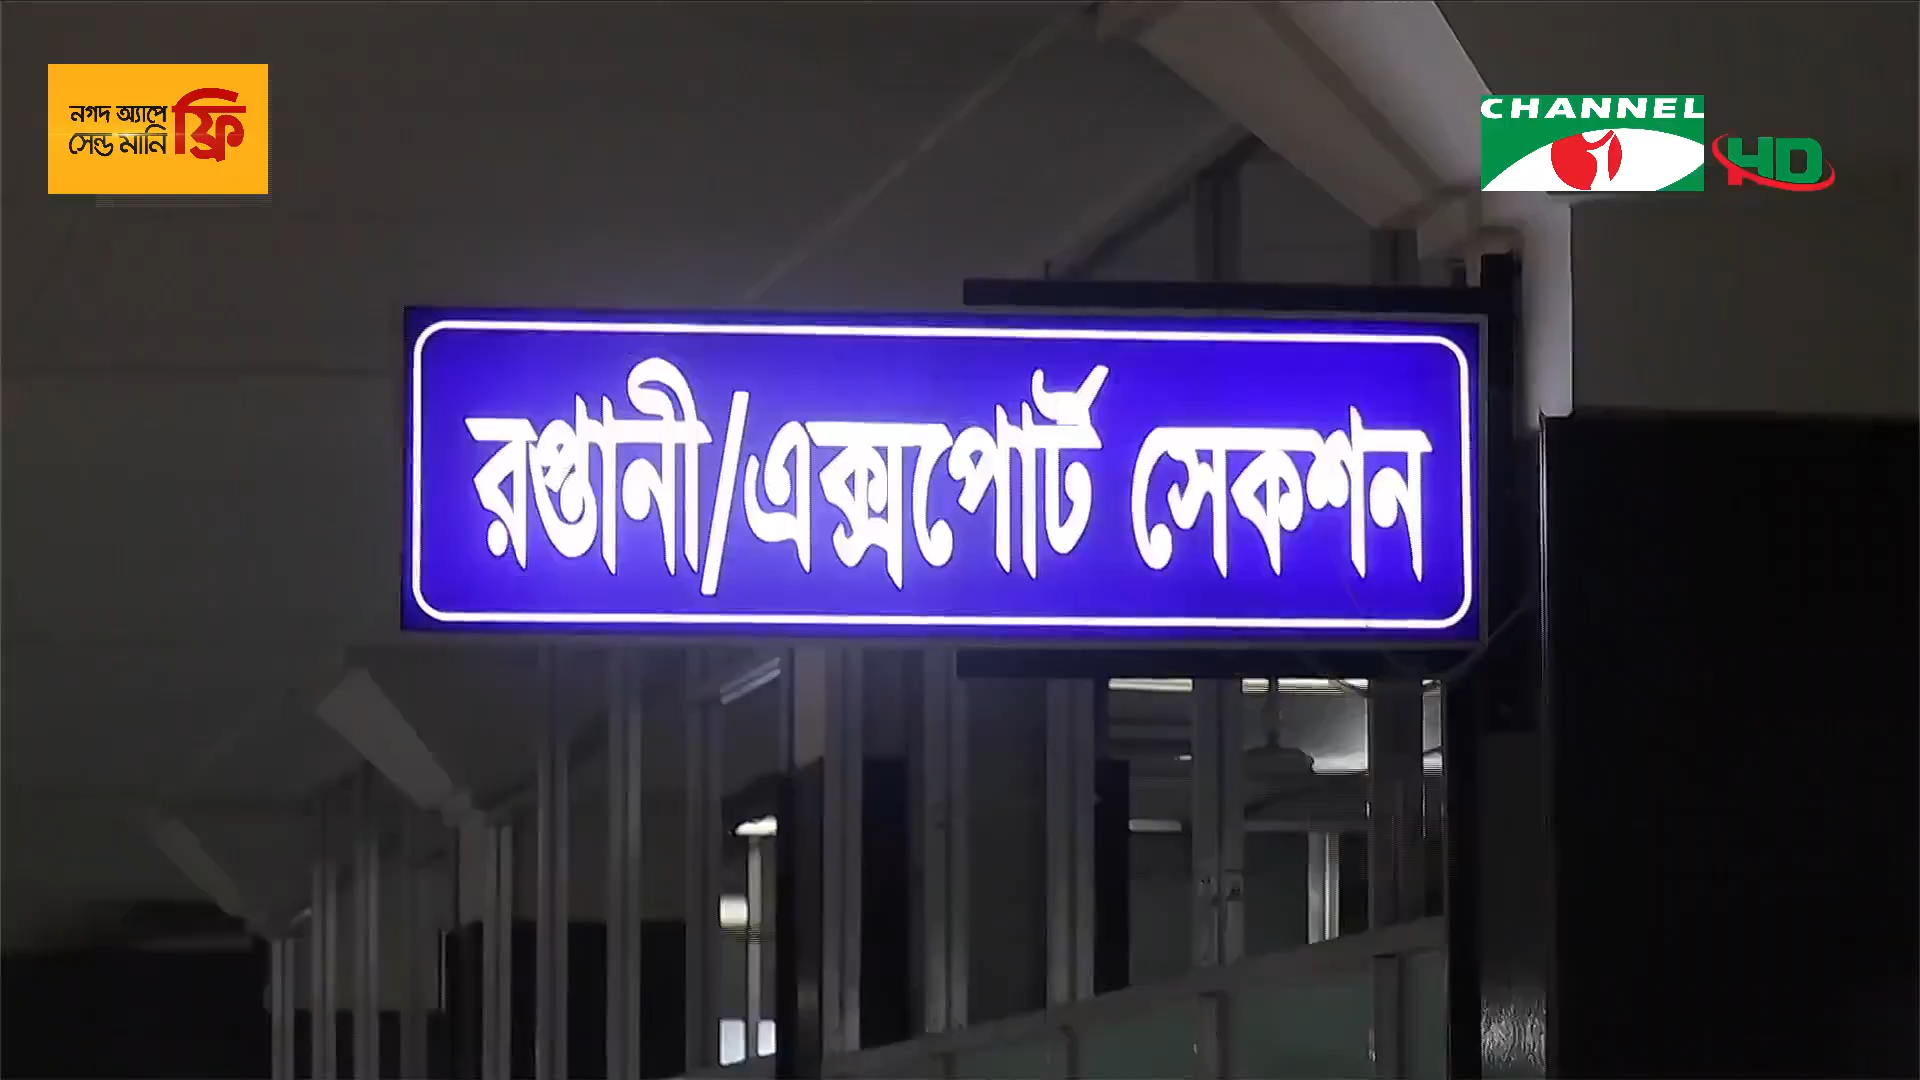 নগদ অ্যাপে
সেন্ড মানি ফ্রি
CHANNEL
HD
রপ্তানী/এক্সপোর্ট সেকশন